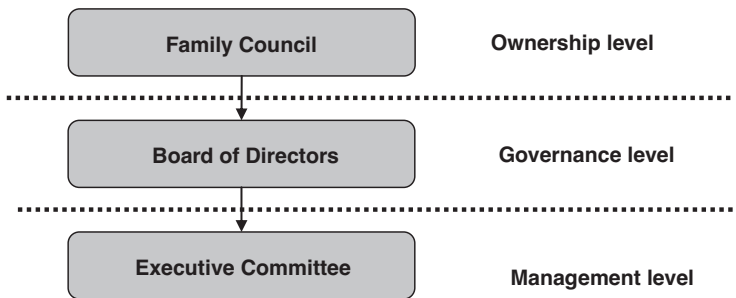 Family Council
Ownership level
Board of Directors
Governance level
Executive Committee
Management level